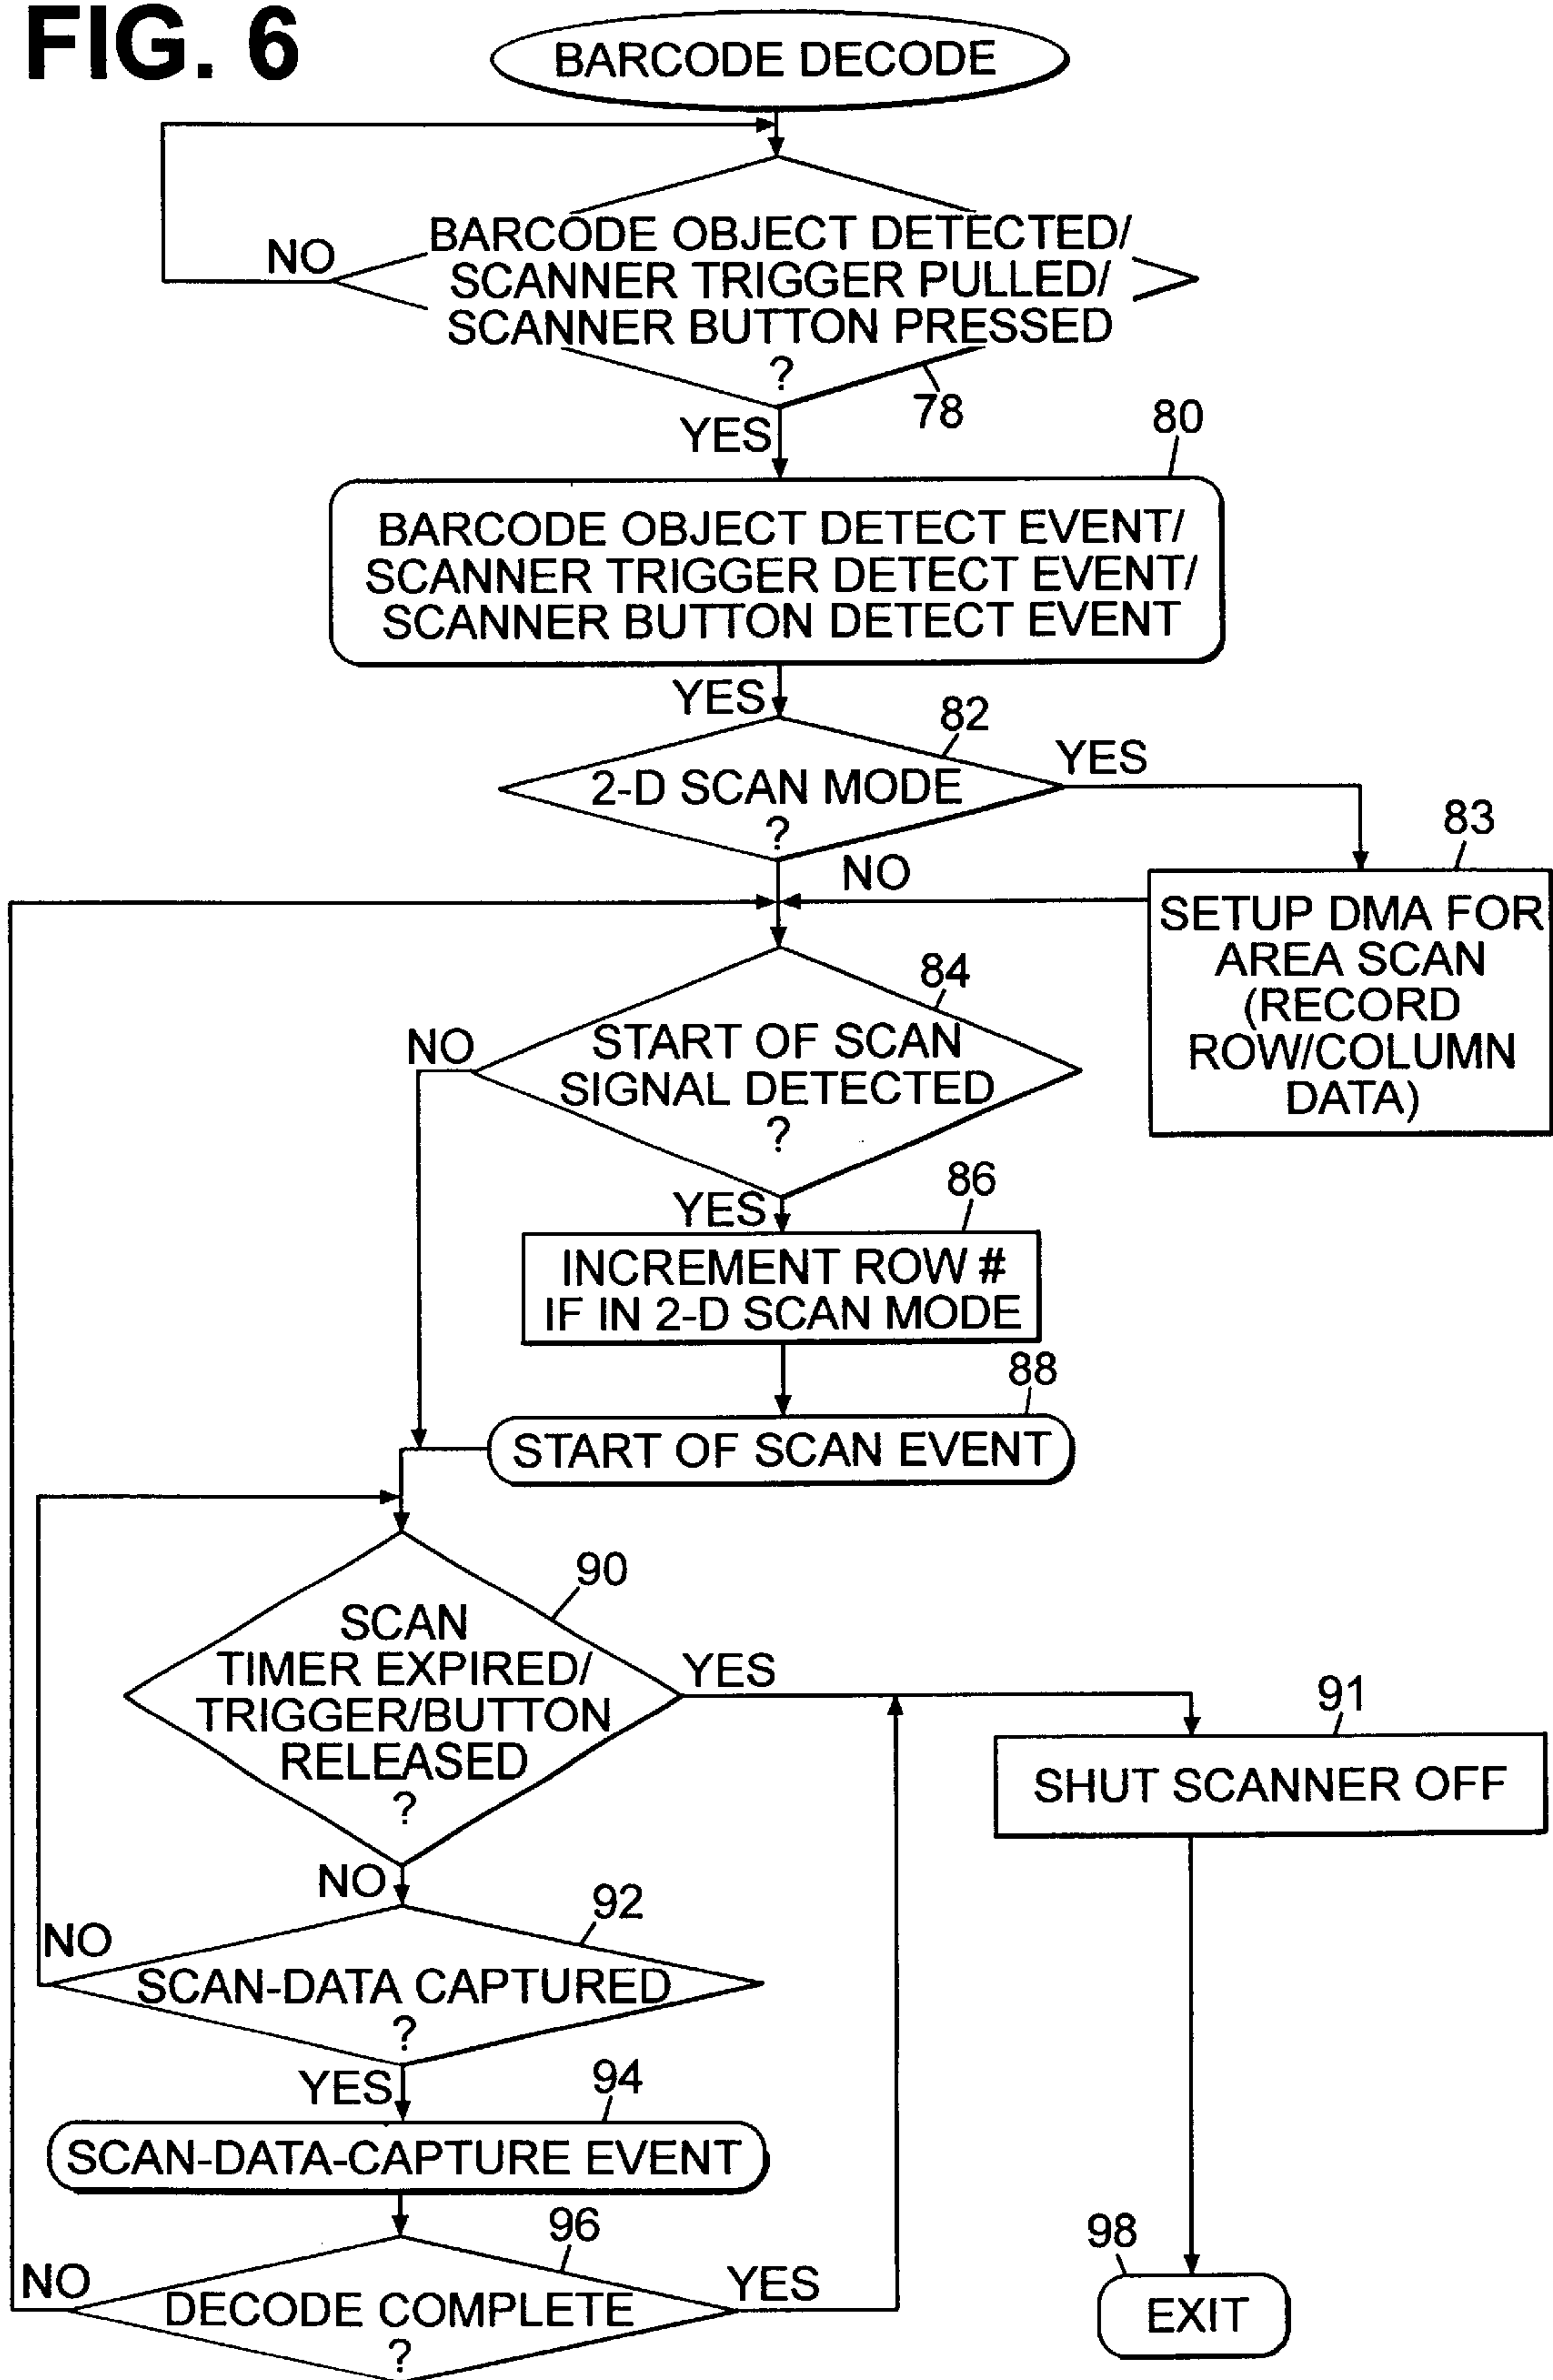 FIG. 6
BARCODE DECODE
NO
BARCODE OBJECT DETECTED/
SCANNER TRIGGER PULLED/
SCANNER BUTTON PRESSED
?
78
YES
80
BARCODE OBJECT DETECT EVENT/
SCANNER TRIGGER DETECT EVENT/
SCANNER BUTTON DETECT EVENT
YES
82
YES
2-D SCAN MODE
?
NO
83
SETUP DMA FOR
AREA SCAN
(RECORD
ROW/COLUMN
DATA)
84
NO
START OF SCAN
SIGNAL DETECTED
?
YES
86
INCREMENT ROW #
IF IN 2-D SCAN MODE
88
START OF SCAN EVENT
90
SCAN
TIMER EXPIRED/
TRIGGER/BUTTON
RELEASED
?
YES
91
SHUT SCANNER OFF
NO
92
NO
SCAN-DATA CAPTURED
?
YES
94
SCAN-DATA-CAPTURE EVENT
96
NO
DECODE COMPLETE
?
YES
98
EXIT